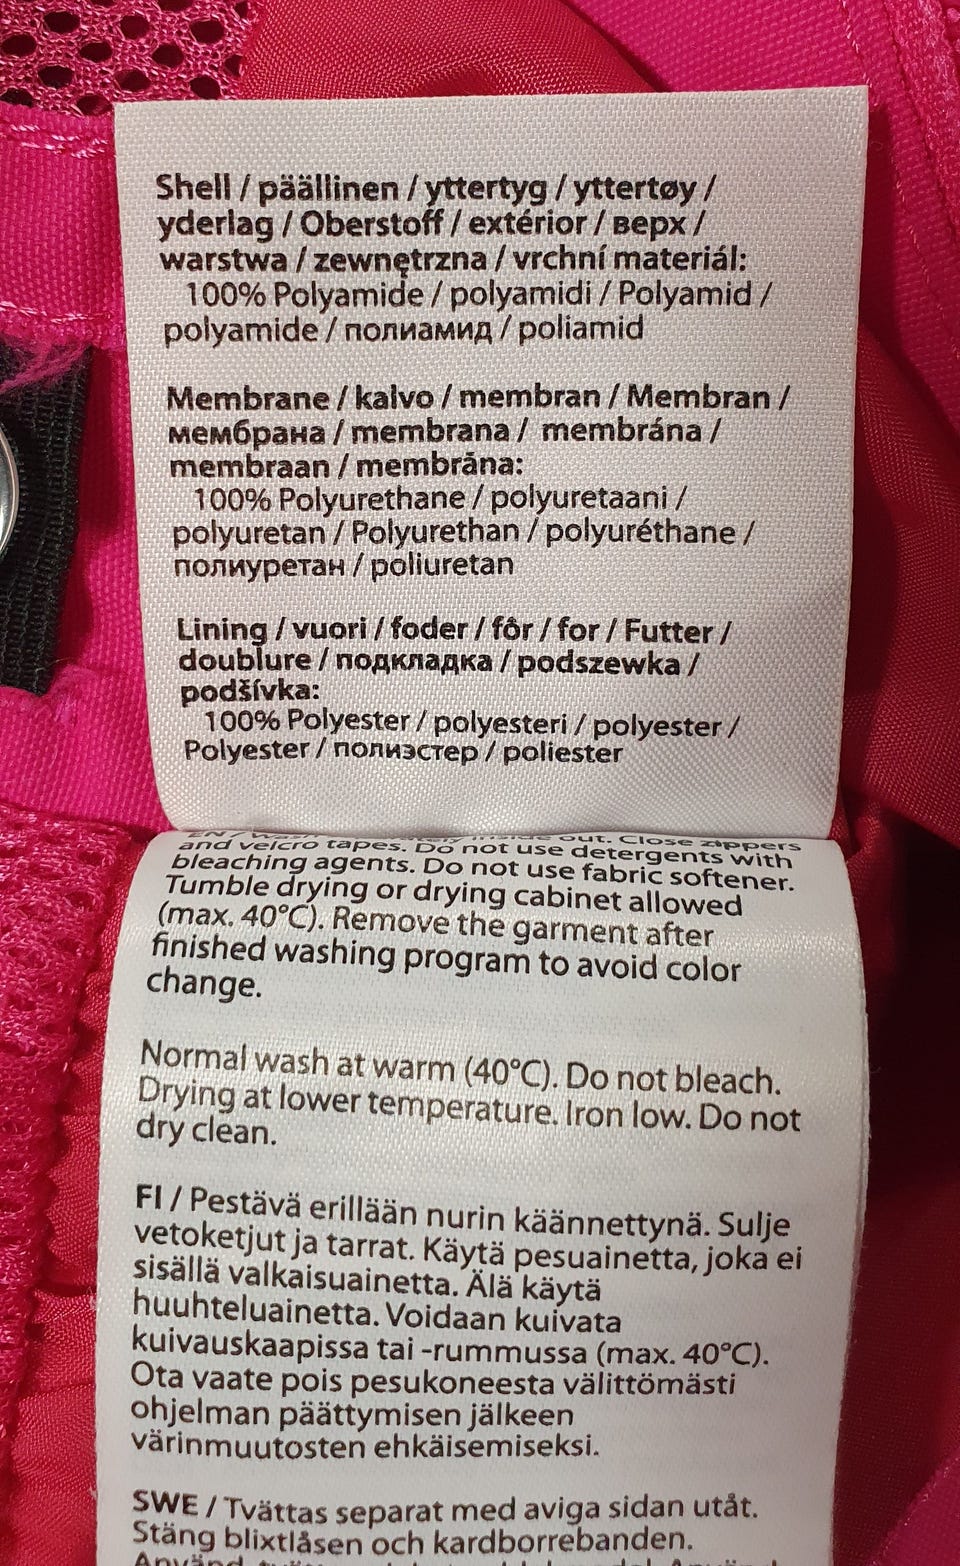 Shell / päällinen / yttertyg / yttertøy /
yderlag / Oberstoff / extérior / верх /
warstwa / zewnętrzna / vrchní materiál:
100% Polyamide / polyamidi / Polyamid /
polyamide / полиамид / poliamid
Membrane / kalvo / membran / Membran /
мембрана / membrana / membrána /
membraan / membrāna:
100% Polyurethane / polyuretaani /
polyuretan / Polyurethan / polyuréthane /
полиуретан / poliuretan
Lining / vuori / foder / fôr / for / Futter /
doublure / подкладка / podszewka /
podšívka:
100% Polyester / polyesteri / polyester /
Polyester / полиэстер / poliester
EN / Wash inside out. Close zippers
and velcro tapes. Do not use detergents with
bleaching agents. Do not use fabric softener.
Tumble drying or drying cabinet allowed
(max. 40°C). Remove the garment after
finished washing program to avoid color
change.
Normal wash at warm (40°C). Do not bleach.
Drying at lower temperature. Iron low. Do not
dry clean.
FI / Pestävä erillään nurin käännettynä. Sulje
vetoketjut ja tarrat. Käytä pesuainetta, joka ei
sisällä valkaisuainetta. Älä käytä
huuhteluainetta. Voidaan kuivata
kuivauskaapissa tai -rummussa (max. 40°C).
Ota vaate pois pesukoneesta välittömästi
ohjelman päättymisen jälkeen
värinmuutosten ehkäisemiseksi.
SWE / Tvättas separat med aviga sidan utåt.
Stäng blixtlåsen och kardborrebanden.